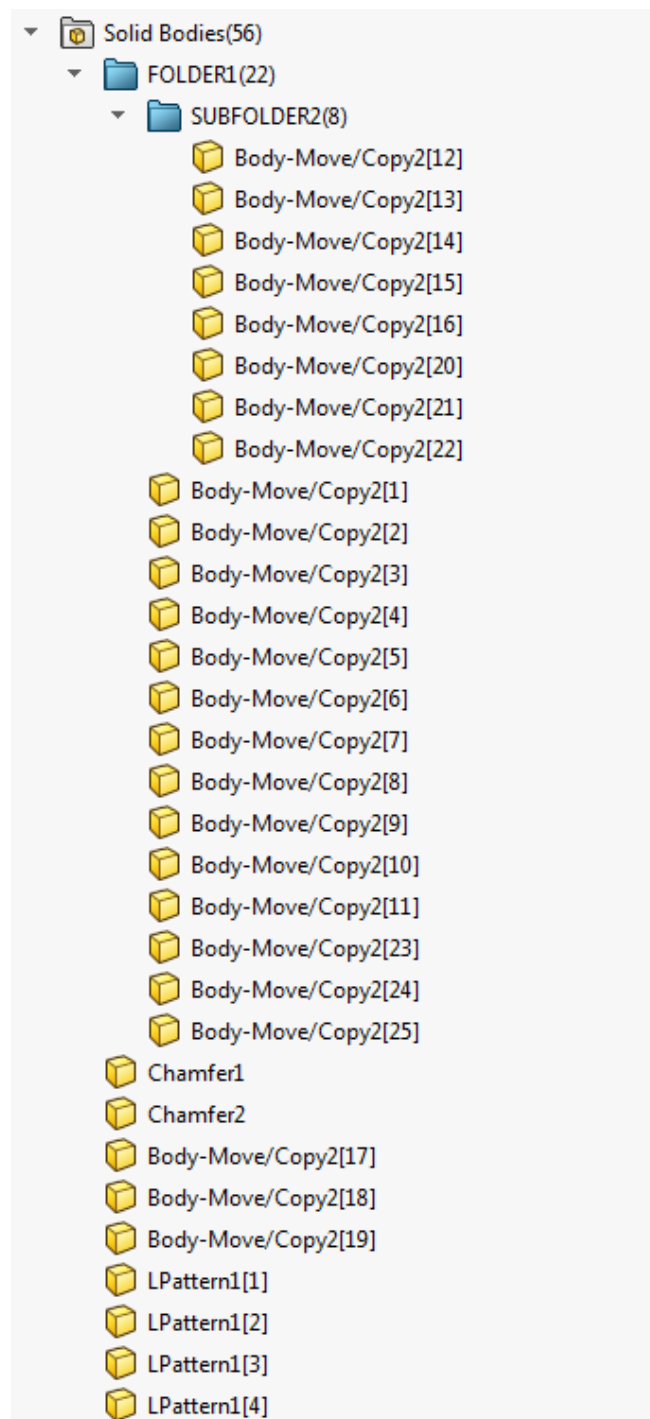 Solid Bodies(56)
FOLDER1(22)
SUBFOLDER2(8)
Body-Move/Copy2[12]
Body-Move/Copy2[13]
Body-Move/Copy2[14]
Body-Move/Copy2[15]
Body-Move/Copy2[16]
Body-Move/Copy2[20]
Body-Move/Copy2[21]
Body-Move/Copy2[22]
Body-Move/Copy2[1]
Body-Move/Copy2[2]
Body-Move/Copy2[3]
Body-Move/Copy2[4]
Body-Move/Copy2[5]
Body-Move/Copy2[6]
Body-Move/Copy2[7]
Body-Move/Copy2[8]
Body-Move/Copy2[9]
Body-Move/Copy2[10]
Body-Move/Copy2[11]
Body-Move/Copy2[23]
Body-Move/Copy2[24]
Body-Move/Copy2[25]
Chamfer1
Chamfer2
Body-Move/Copy2[17]
Body-Move/Copy2[18]
Body-Move/Copy2[19]
LPattern1[1]
LPattern1[2]
LPattern1[3]
LPattern1[4]